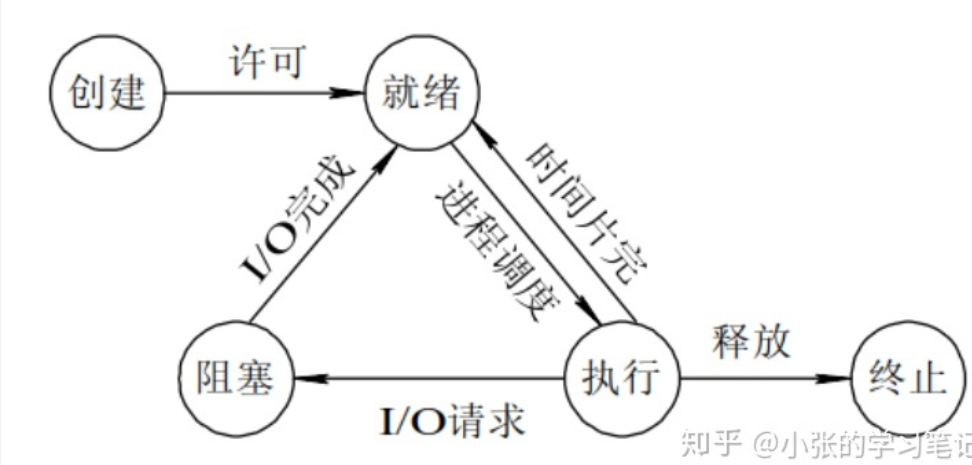 许可
创建
就绪
I/O完成
进程调度
时间片完
阻塞
执行
释放
终止
I/O请求
知乎 @小张的学习笔记